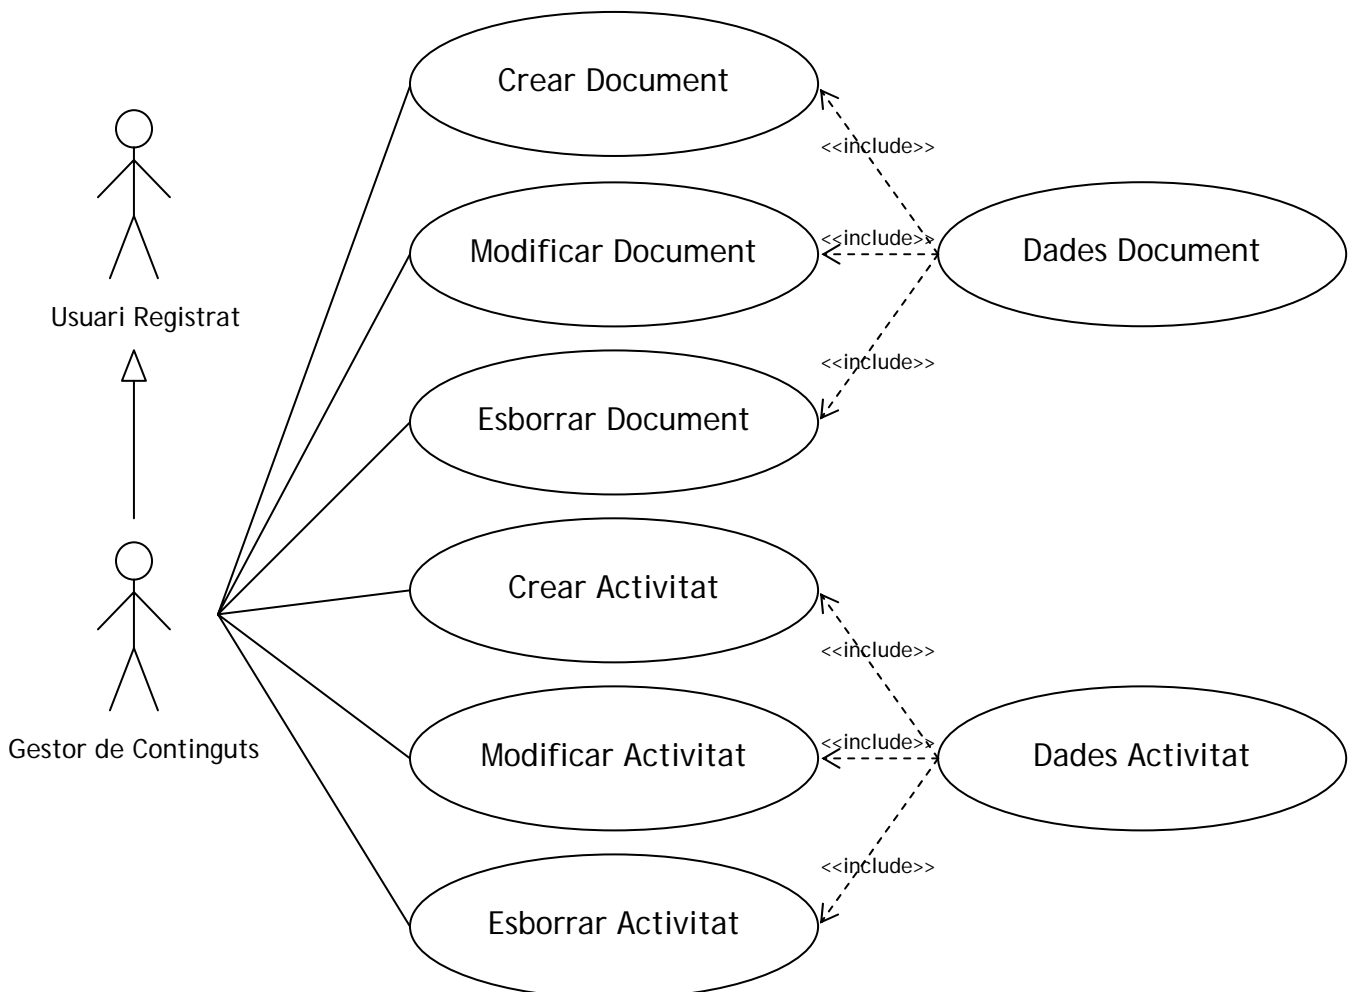 Crear Document
<<include>>
Modificar Document
<<include>>
Dades Document
Usuari Registrat
<<include>>
Esborrar Document
Crear Activitat
<<include>>
Gestor de Continguts
Modificar Activitat
<<include>>
Dades Activitat
<<include>>
Esborrar Activitat